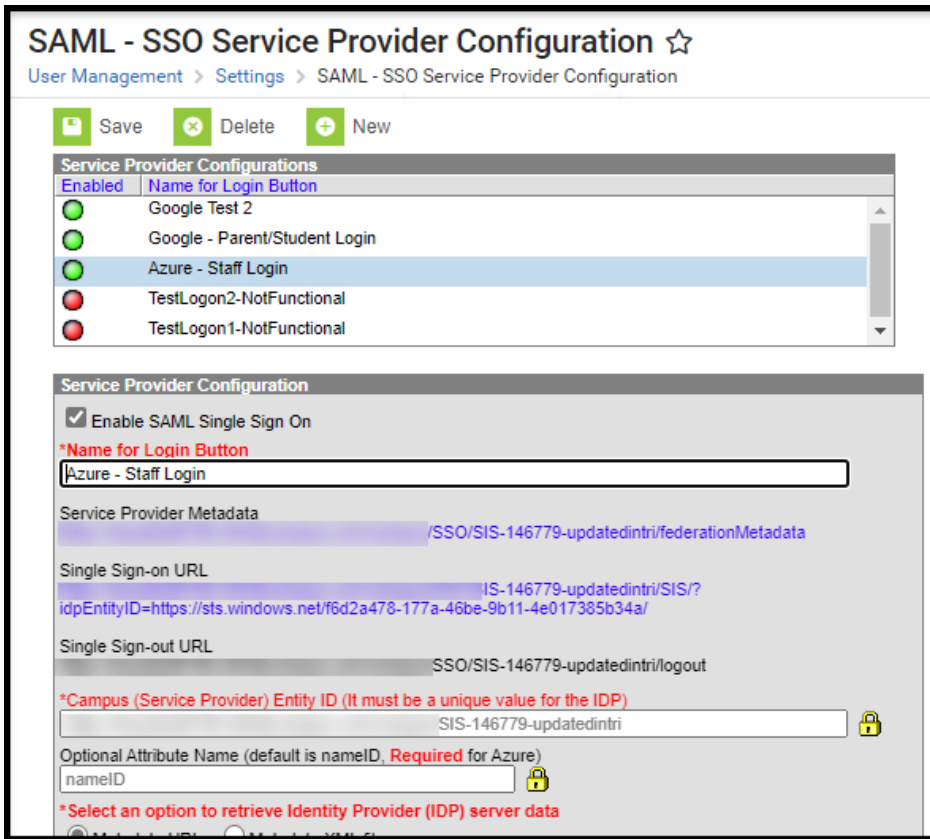 SAML - SSO Service Provider Configuration
User Management > Settings > SAML - SSO Service Provider Configuration
Save Delete New
Service Provider Configurations
Enabled Name for Login Button
Google Test 2
Google - Parent/Student Login
Azure - Staff Login
TestLogon2-NotFunctional
TestLogon1-NotFunctional
Service Provider Configuration
Enable SAML Single Sign On
*Name for Login Button
Azure - Staff Login
Service Provider Metadata
/SSO/SIS-146779-updatedintri/federationMetadata
Single Sign-on URL
SIS-146779-updatedintri/SIS/?
idpEntityID=https://sts.windows.net/f6d2a478-177a-46be-9b11-4e017385b34a/
Single Sign-out URL
SSO/SIS-146779-updatedintri/logout
*Campus (Service Provider) Entity ID (It must be a unique value for the IDP)
SIS-146779-updatedintri
Optional Attribute Name (default is nameID, Required for Azure)
nameID
*Select an option to retrieve Identity Provider (IDP) server data